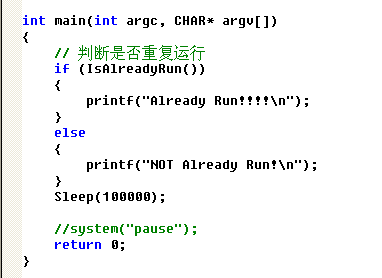 int main(int argc, CHAR* argv[])
{
// 判断是否重复运行
if (IsAlreadyRun())
{
printf("Already Run!!!!\n");
}
else
{
printf("NOT Already Run!\n");
}
Sleep(100000);
//system("pause");
return 0;
}